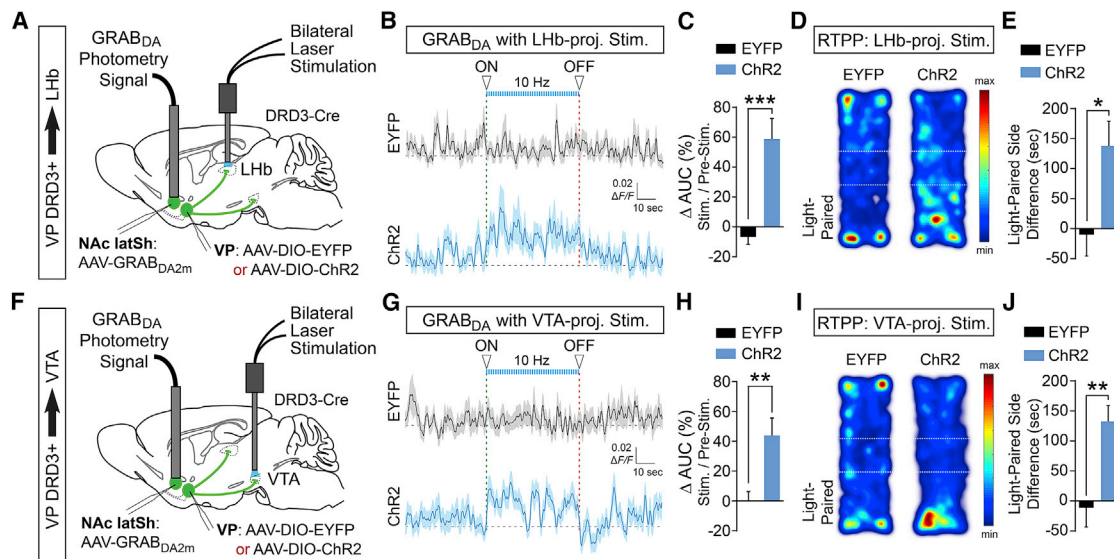 A
VP DRD3+ → LHb
GRABDA
Photometry
Signal
Bilateral
Laser
Stimulation
DRD3-Cre
LHb
NAc latSh:
AAV-GRABDA2m
VP: AAV-DIO-EYFP
or AAV-DIO-ChR2
B
GRABDA with LHb-proj. Stim.
ON
OFF
10 Hz
EYFP
0.02
ΔF/F
10 sec
ChR2
C
EYFP
ChR2
***
Δ AUC (%)
Stim. / Pre-Stim.
80
60
40
20
0
-20
D
RTPP: LHb-proj. Stim.
EYFP
ChR2
max
min
Light-
Paired
E
EYFP
ChR2
*
Light-Paired Side
Difference (sec)
200
150
100
50
0
-50
F
VP DRD3+ → VTA
GRABDA
Photometry
Signal
Bilateral
Laser
Stimulation
DRD3-Cre
VTA
NAc latSh:
AAV-GRABDA2m
VP: AAV-DIO-EYFP
or AAV-DIO-ChR2
G
GRABDA with VTA-proj. Stim.
ON
OFF
10 Hz
EYFP
0.02
ΔF/F
10 sec
ChR2
H
EYFP
ChR2
**
Δ AUC (%)
Stim. / Pre-Stim.
80
60
40
20
0
-20
I
RTPP: VTA-proj. Stim.
EYFP
ChR2
max
min
Light-
Paired
J
EYFP
ChR2
**
Light-Paired Side
Difference (sec)
200
150
100
50
0
-50